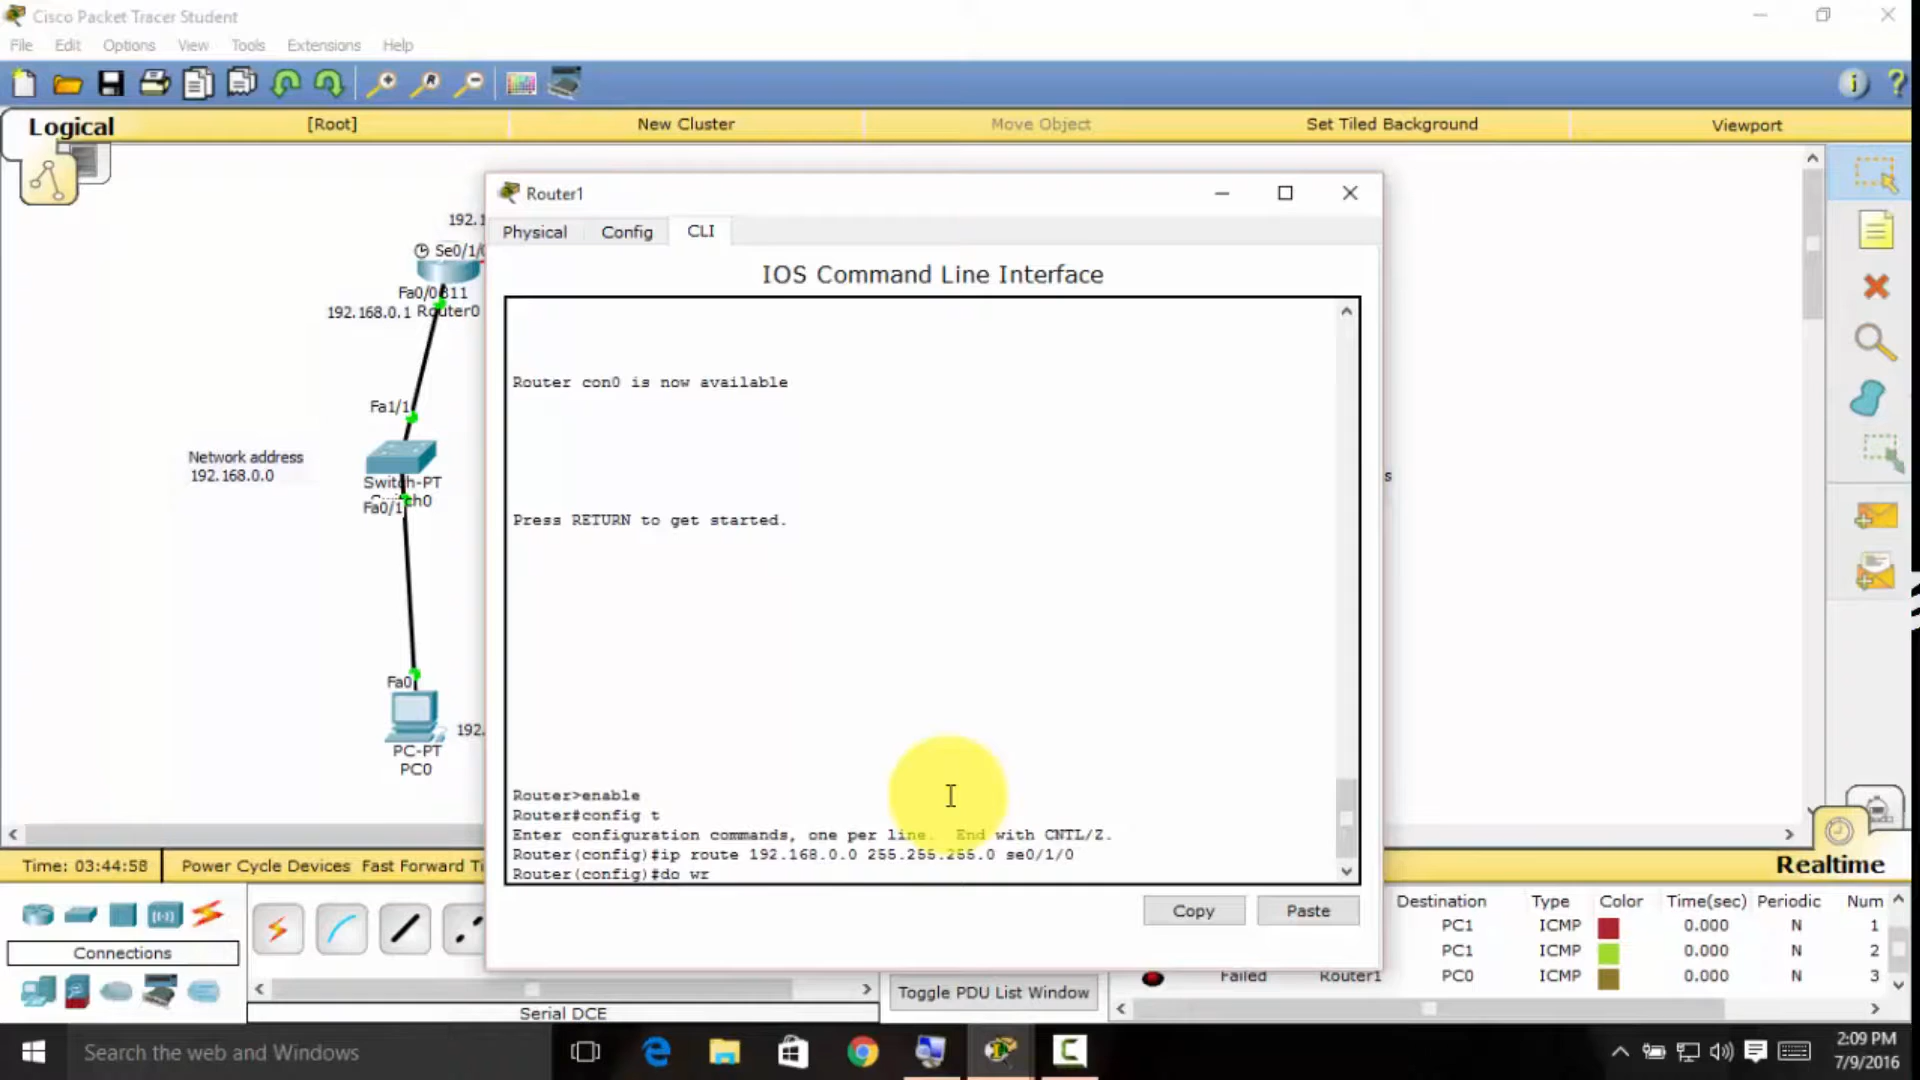 Cisco Packet Tracer Student
File Edit Options View Tools Extensions Help
Logical [Root] New Cluster Move Object Set Tiled Background Viewport
Router1
Physical Config CLI
IOS Command Line Interface
192.1
Se0/1/0
Fa0/0 811
192.168.0.1 Router0
Fa1/1
Network address
192.168.0.0
Switch-PT
Switch0
Fa0/1
Fa0
192.
PC-PT
PC0
s
Router con0 is now available
Press RETURN to get started.
Router>enable
Router#config t
Enter configuration commands, one per line. End with CNTL/Z.
Router(config)#ip route 192.168.0.0 255.255.255.0 se0/1/0
Router(config)#do wr
Copy Paste
Time: 03:44:58 Power Cycle Devices Fast Forward Ti
Realtime
Connections
Serial DCE
Toggle PDU List Window
Destination Type Color Time(sec) Periodic Num
PC1 ICMP 0.000 N 1
PC1 ICMP 0.000 N 2
Failed Router1 PC0 ICMP 0.000 N 3
Search the web and Windows
2:09 PM
7/9/2016